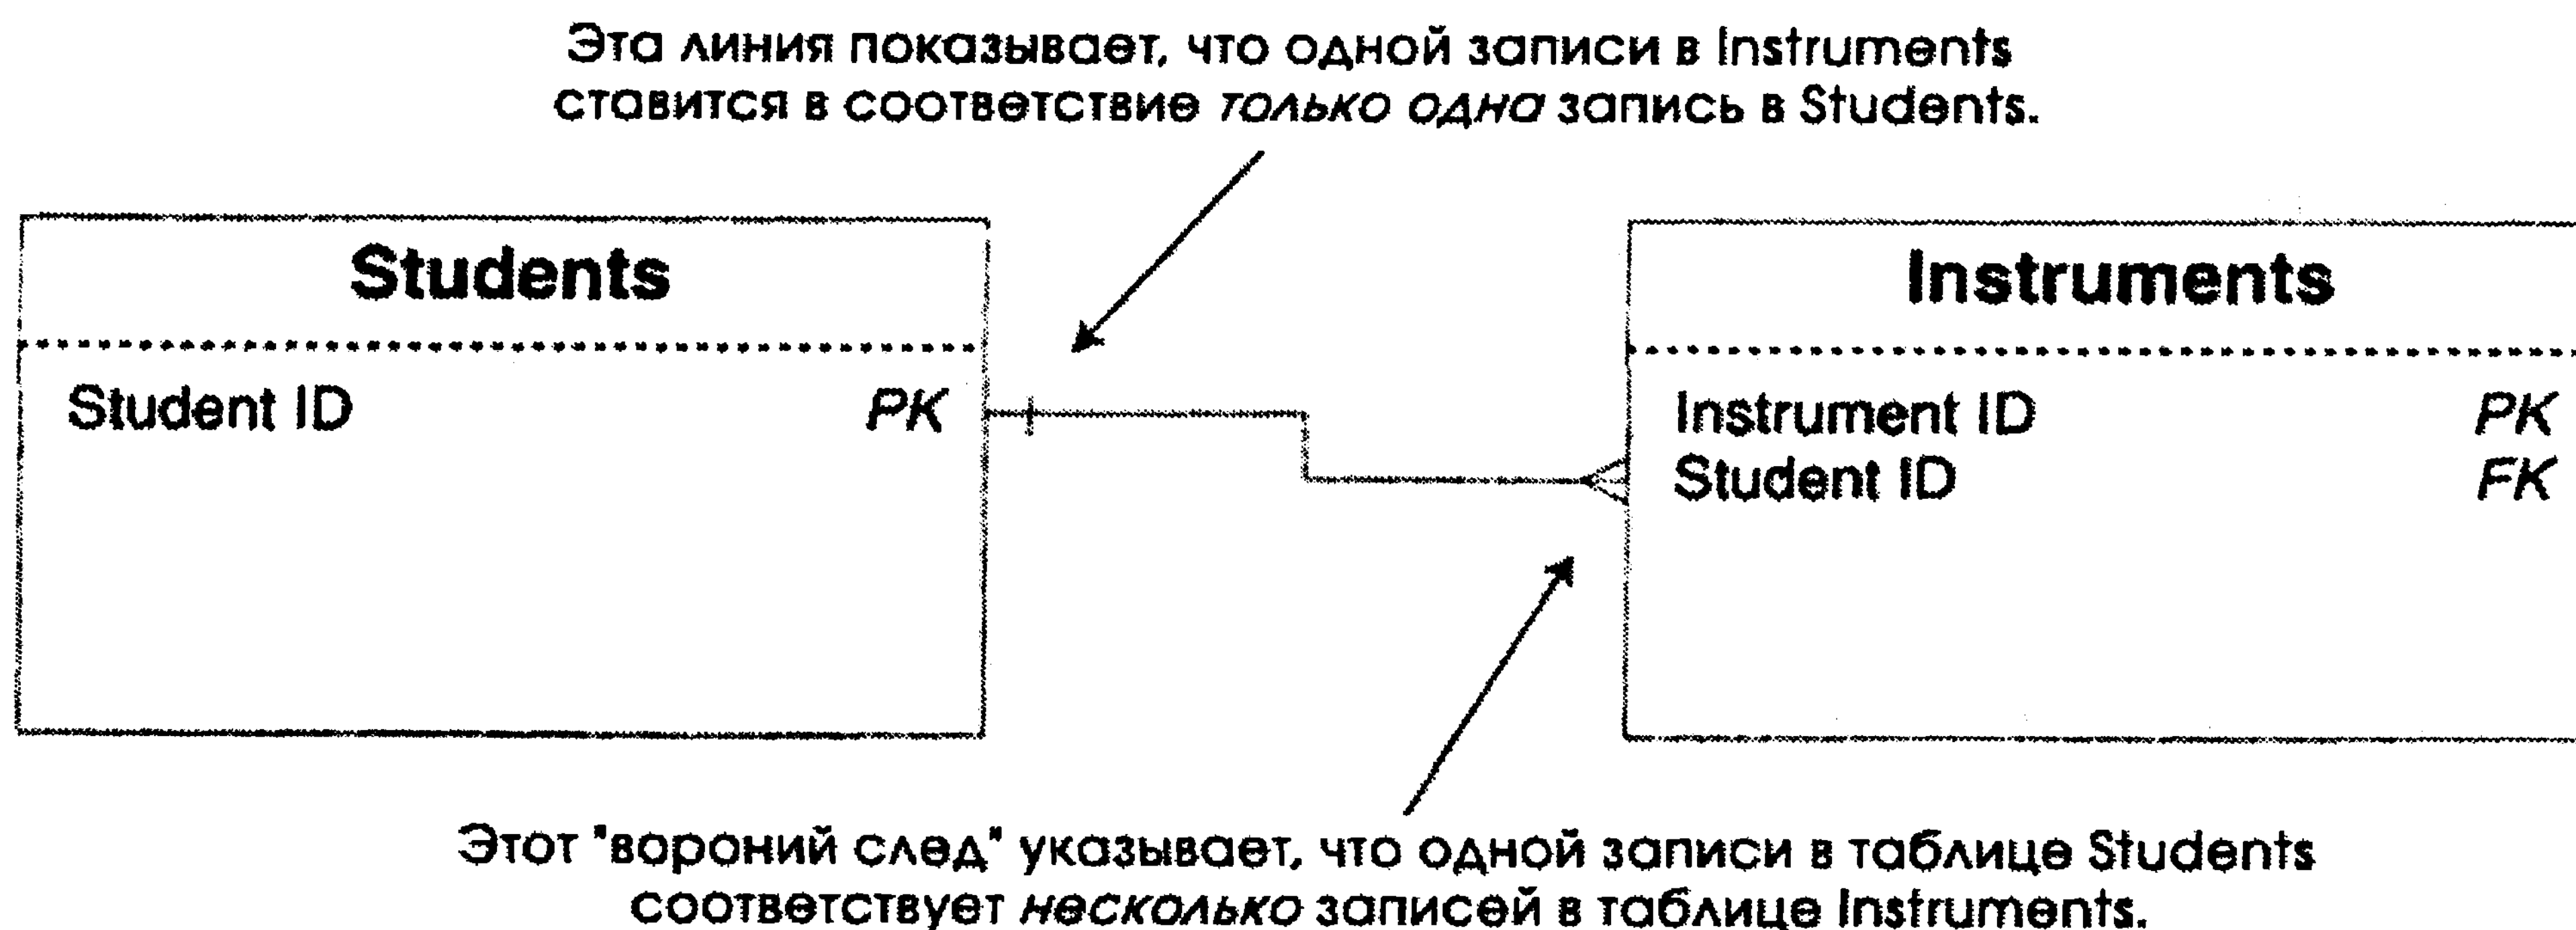 Эта линия показывает, что одной записи в Instruments
ставится в соответствие только одна запись в Students.
Students
Student ID PK
Instruments
Instrument ID PK
Student ID FK
Этот "вороний след" указывает, что одной записи в таблице Students
соответствует несколько записей в таблице Instruments.